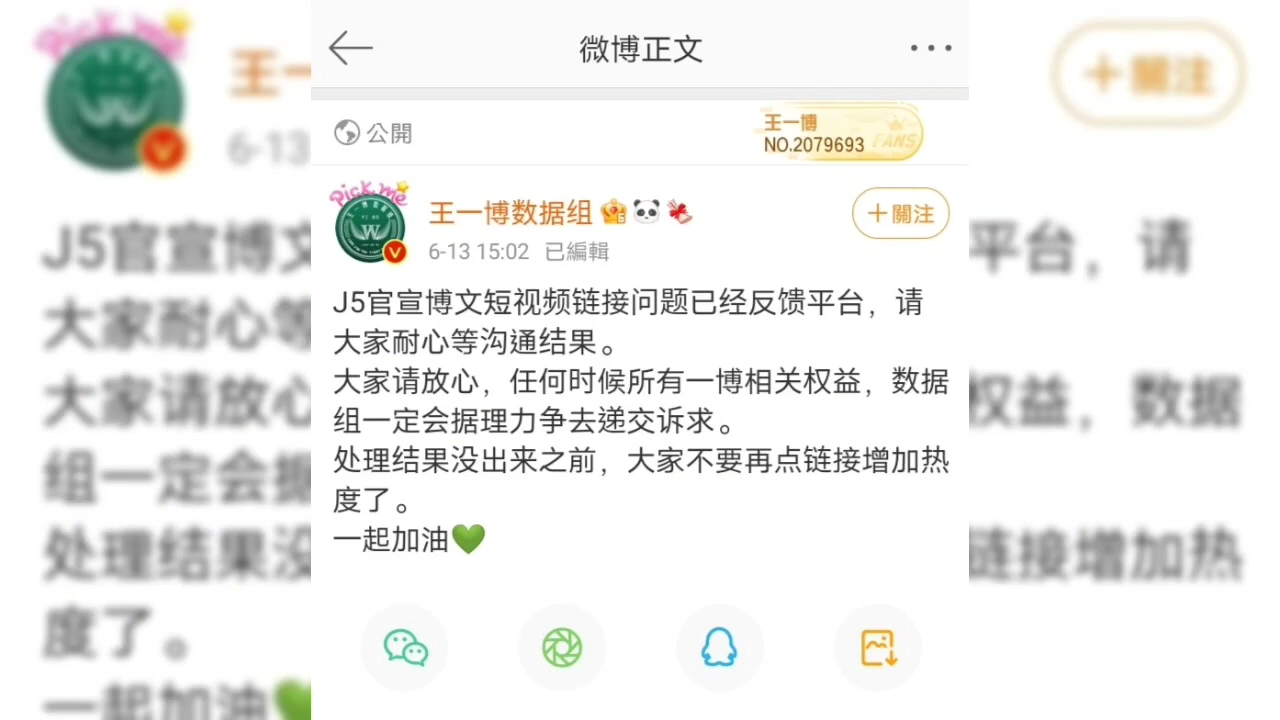 微博正文
公開
王一博
NO.2079693
FANS
Pick me
王一博数据组
+關注
6-13 15:02 已編輯
J5官宣博文短视频链接问题已经反馈平台，请
大家耐心等沟通结果。
大家请放心，任何时候所有一博相关权益，数据
组一定会据理力争去递交诉求。
处理结果没出来之前，大家不要再点链接增加热
度了。
一起加油💚